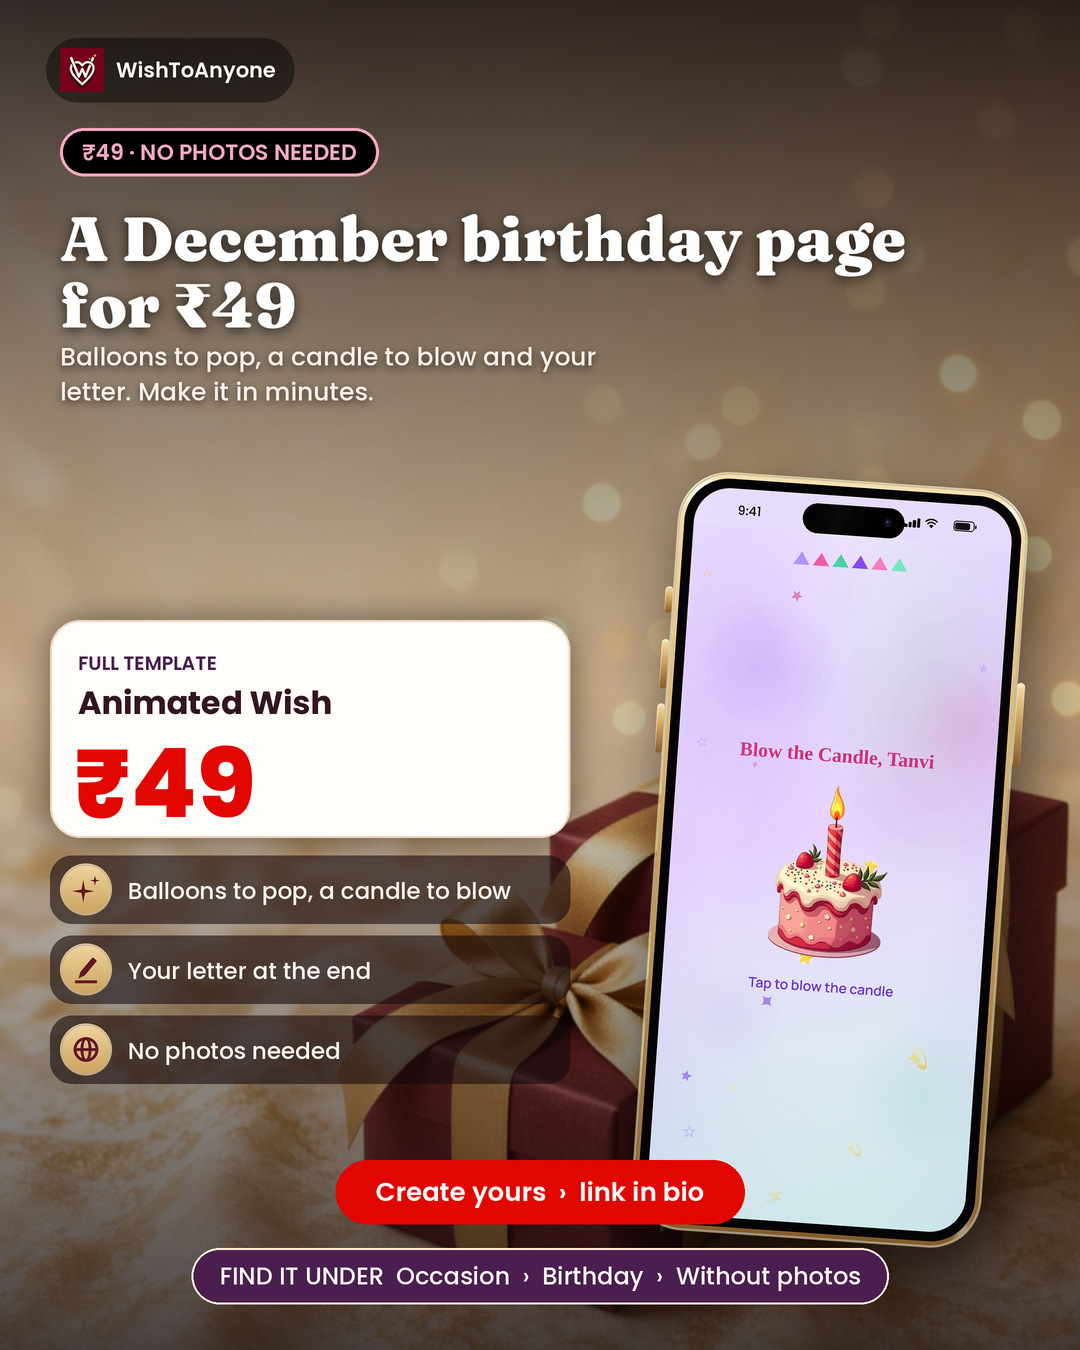 WishToAnyone
₹49 · NO PHOTOS NEEDED
A December birthday page
for ₹49
Balloons to pop, a candle to blow and your
letter. Make it in minutes.
9:41
FULL TEMPLATE
Animated Wish
₹49
Blow the Candle, Tanvi
Balloons to pop, a candle to blow
Your letter at the end
Tap to blow the candle
No photos needed
Create yours › link in bio
FIND IT UNDER Occasion › Birthday › Without photos